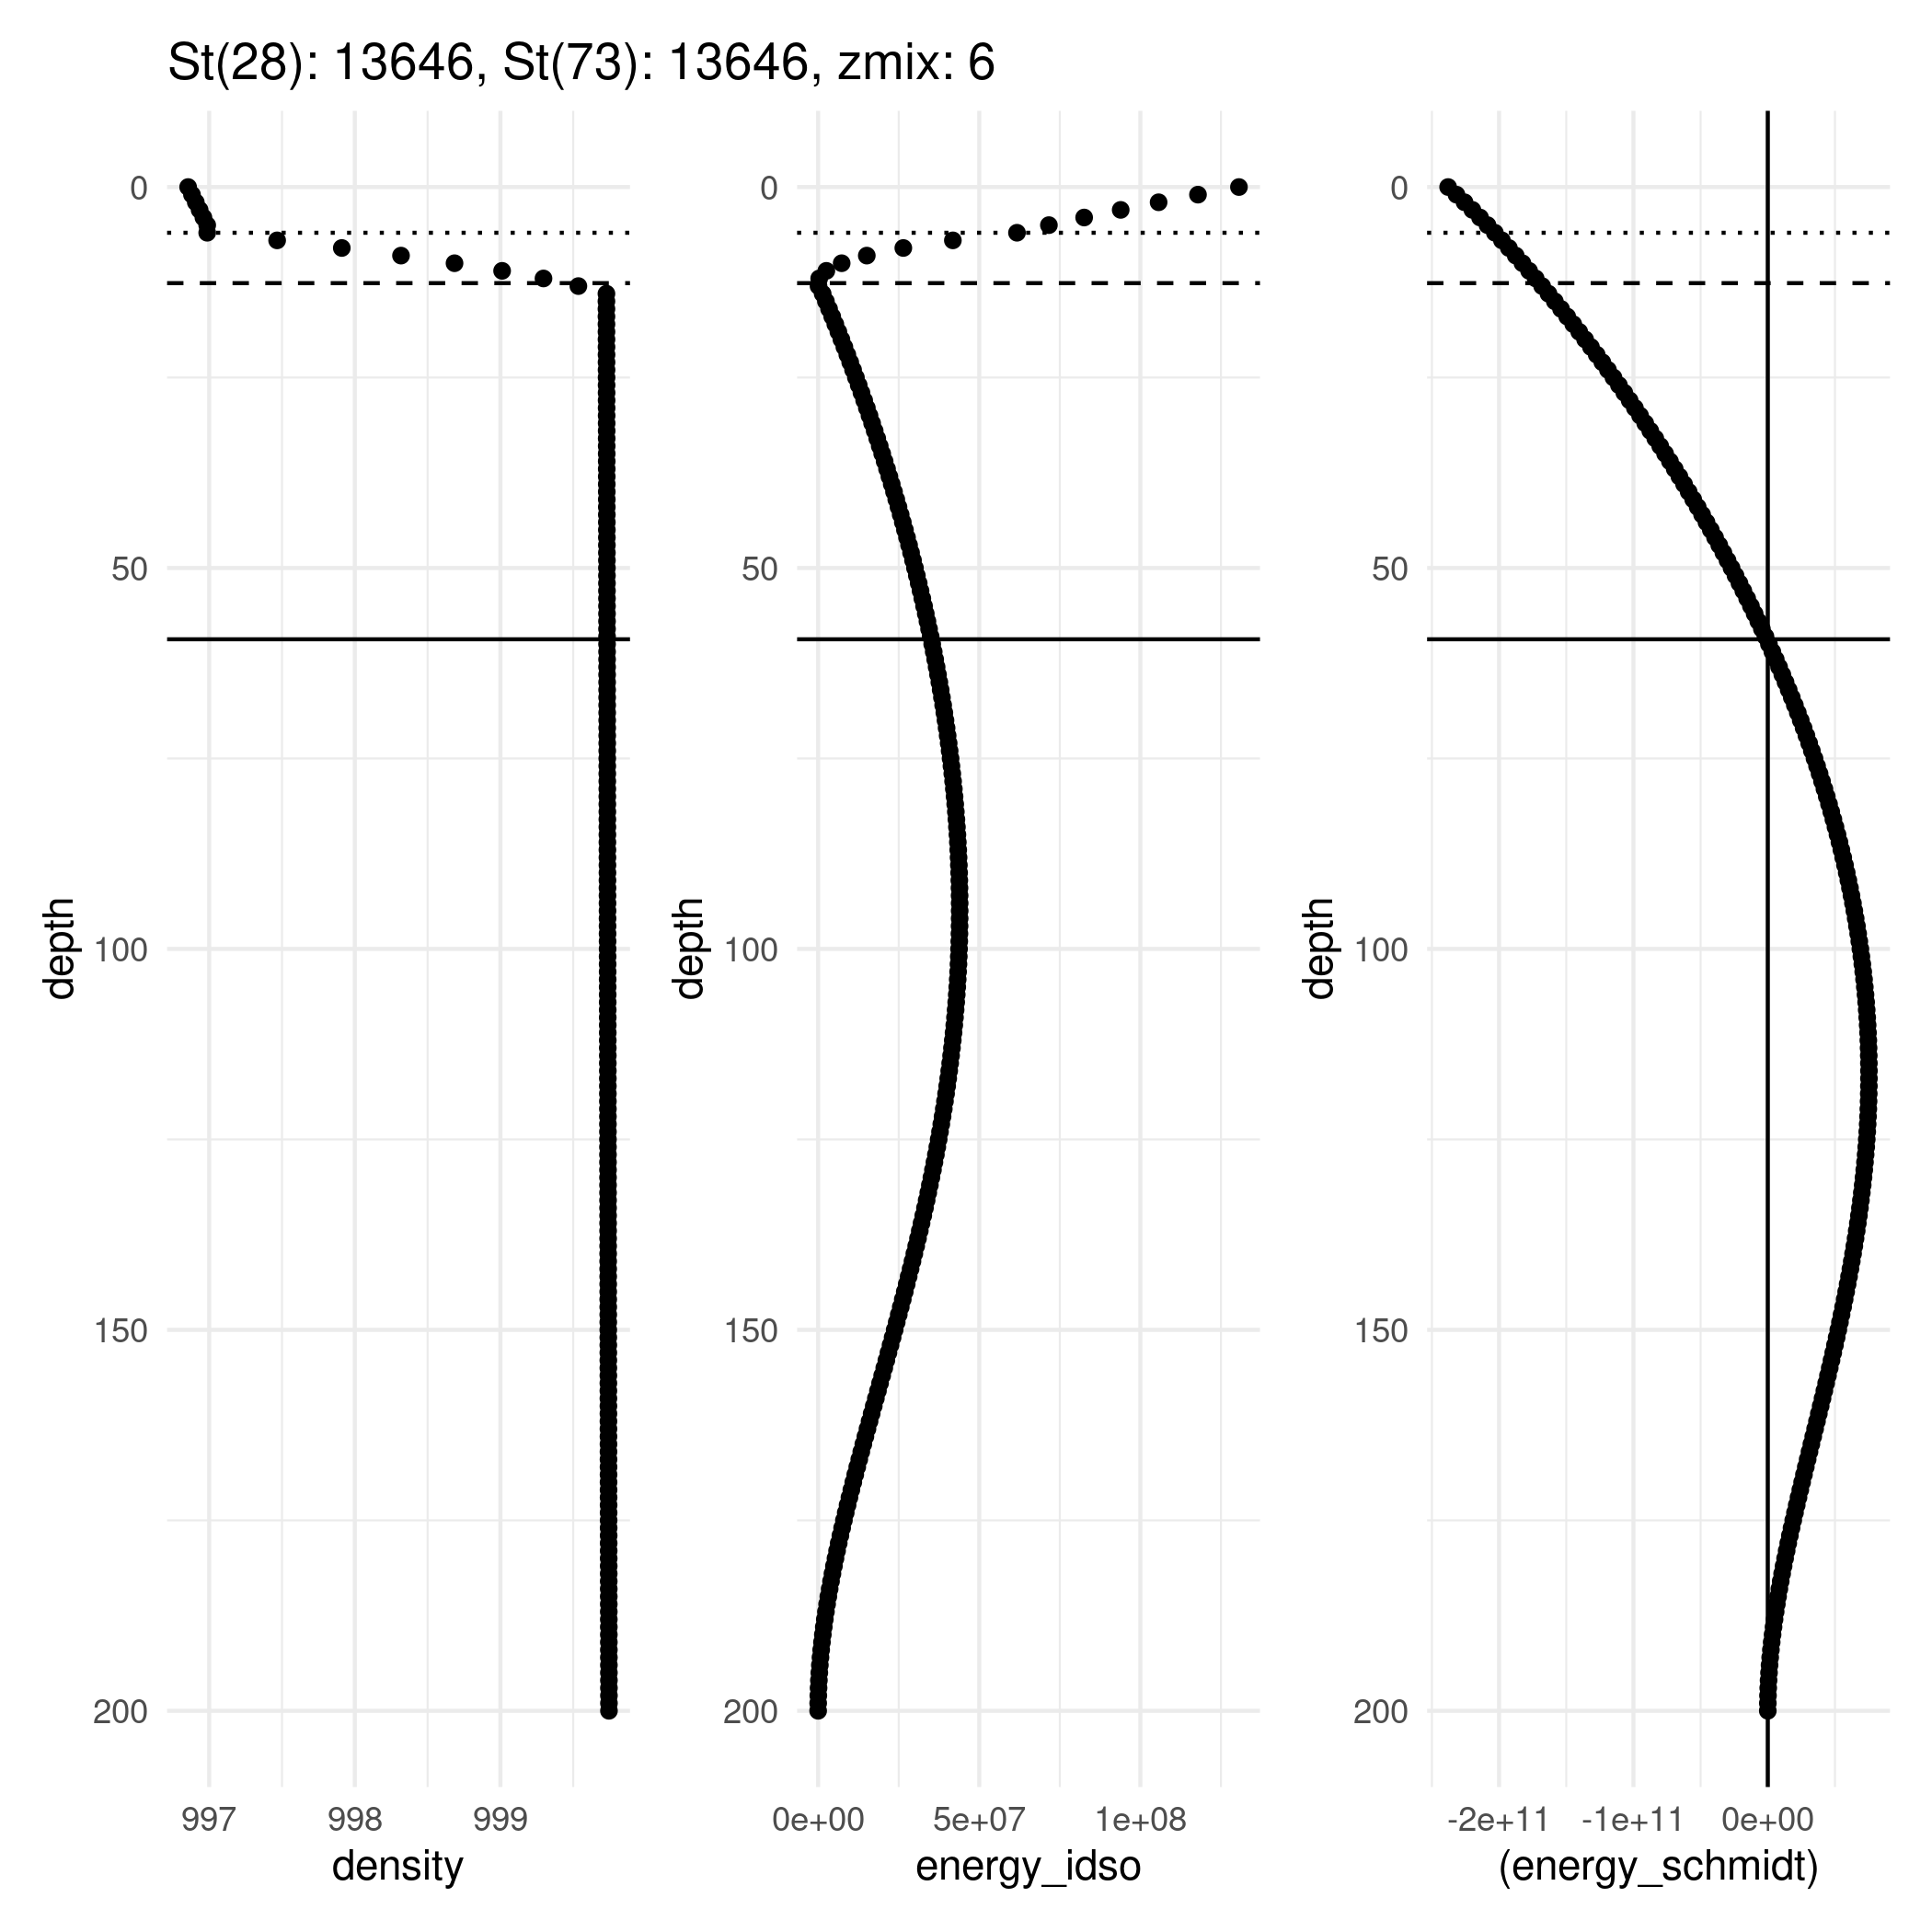 St(28): 13646, St(73): 13646, zmix: 6
0
50
100
150
200
depth
997 998 999
density
0
50
100
150
200
depth
0e+00 5e+07 1e+08
energy_idso
0
50
100
150
200
depth
-2e+11 -1e+11 0e+00
(energy_schmidt)